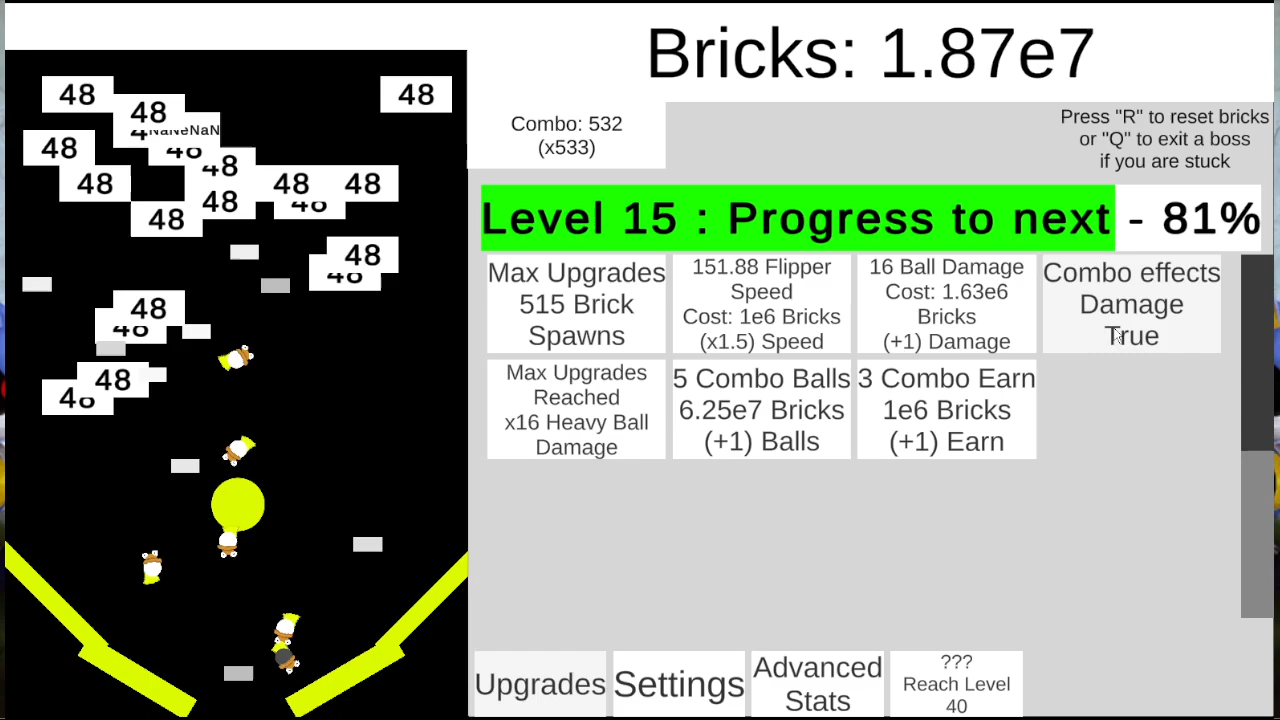 Bricks: 1.87e7
Combo: 532
(x533)
Press "R" to reset bricks
or "Q" to exit a boss
if you are stuck
Level 15 : Progress to next - 81%
Max Upgrades
515 Brick
Spawns
151.88 Flipper
Speed
Cost: 1e6 Bricks
(x1.5) Speed
16 Ball Damage
Cost: 1.63e6
Bricks
(+1) Damage
Combo effects
Damage
True
Max Upgrades
Reached
x16 Heavy Ball
Damage
5 Combo Balls
6.25e7 Bricks
(+1) Balls
3 Combo Earn
1e6 Bricks
(+1) Earn
48
48
48
NaNeNaN
48
48
48
48
48
48
48
48
48
48
Upgrades
Settings
Advanced
Stats
???
Reach Level
40